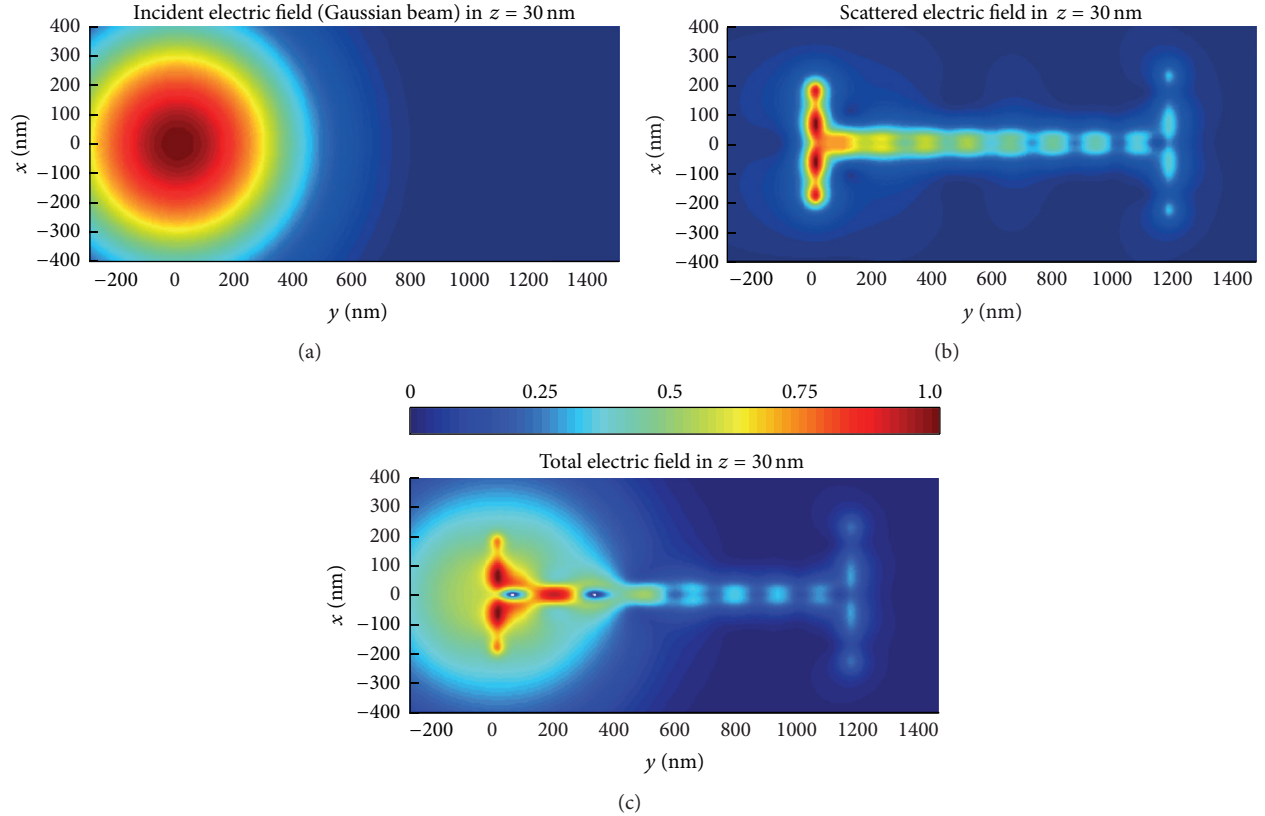 Incident electric field (Gaussian beam) in z = 30 nm
400
300
200
100
0
−100
−200
−300
−400
x (nm)
−200 0 200 400 600 800 1000 1200 1400
y (nm)
(a)
Scattered electric field in z = 30 nm
400
300
200
100
0
−100
−200
−300
−400
x (nm)
−200 0 200 400 600 800 1000 1200 1400
y (nm)
(b)
0 0.25 0.5 0.75 1.0
Total electric field in z = 30 nm
400
300
200
100
0
−100
−200
−300
−400
x (nm)
−200 0 200 400 600 800 1000 1200 1400
y (nm)
(c)